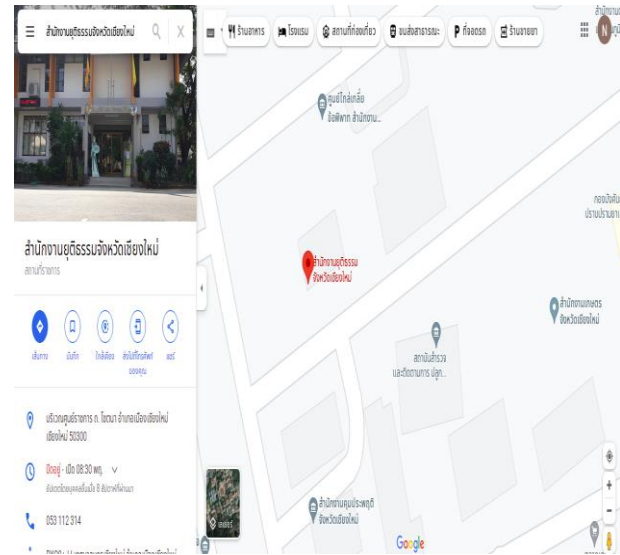 สำนักงานยุติธรรมจังหวัดเชียงใหม่
ร้านอาหาร
โรงแรม
สถานที่ท่องเที่ยว
ขนส่งสาธารณะ
ที่จอดรถ
ร้านขายยา
N
สำนักงานยุติธรรมจังหวัดเชียงใหม่
สถานที่ราชการ
เส้นทาง
บันทึก
ใกล้เคียง
ส่งไปที่โทรศัพท์
ของคุณ
แชร์
บริเวณศูนย์ราชการ ถ. โชตนา อำเภอเมืองเชียงใหม่
เชียงใหม่ 50300
ปิดอยู่ · เปิด 08:30 พฤ.
053 112 314
ศูนย์ไกล่เกลี่ย
ข้อพิพาท สำนักงาน...
สำนักงานยุติธรรม
จังหวัดเชียงใหม่
สำนักงานเกษตร
จังหวัดเชียงใหม่
สถาบันสำรวจ
และติดตามการ ปลูก...
สำนักงานคุมประพฤติ
จังหวัดเชียงใหม่
เลเยอร์
Google